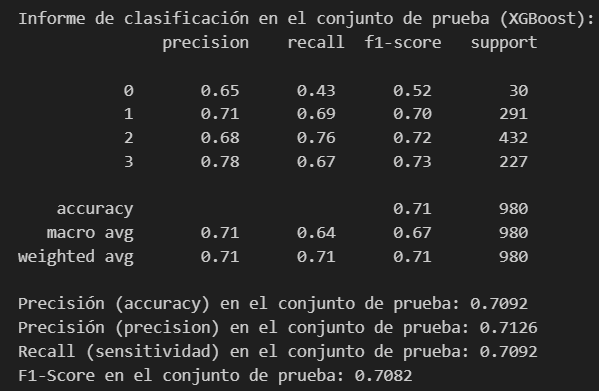 Informe de clasificación en el conjunto de prueba (XGBoost):
precision recall f1-score support
0 0.65 0.43 0.52 30
1 0.71 0.69 0.70 291
2 0.68 0.76 0.72 432
3 0.78 0.67 0.73 227
accuracy 0.71 980
macro avg 0.71 0.64 0.67 980
weighted avg 0.71 0.71 0.71 980
Precisión (accuracy) en el conjunto de prueba: 0.7092
Precisión (precision) en el conjunto de prueba: 0.7126
Recall (sensitividad) en el conjunto de prueba: 0.7092
F1-Score en el conjunto de prueba: 0.7082